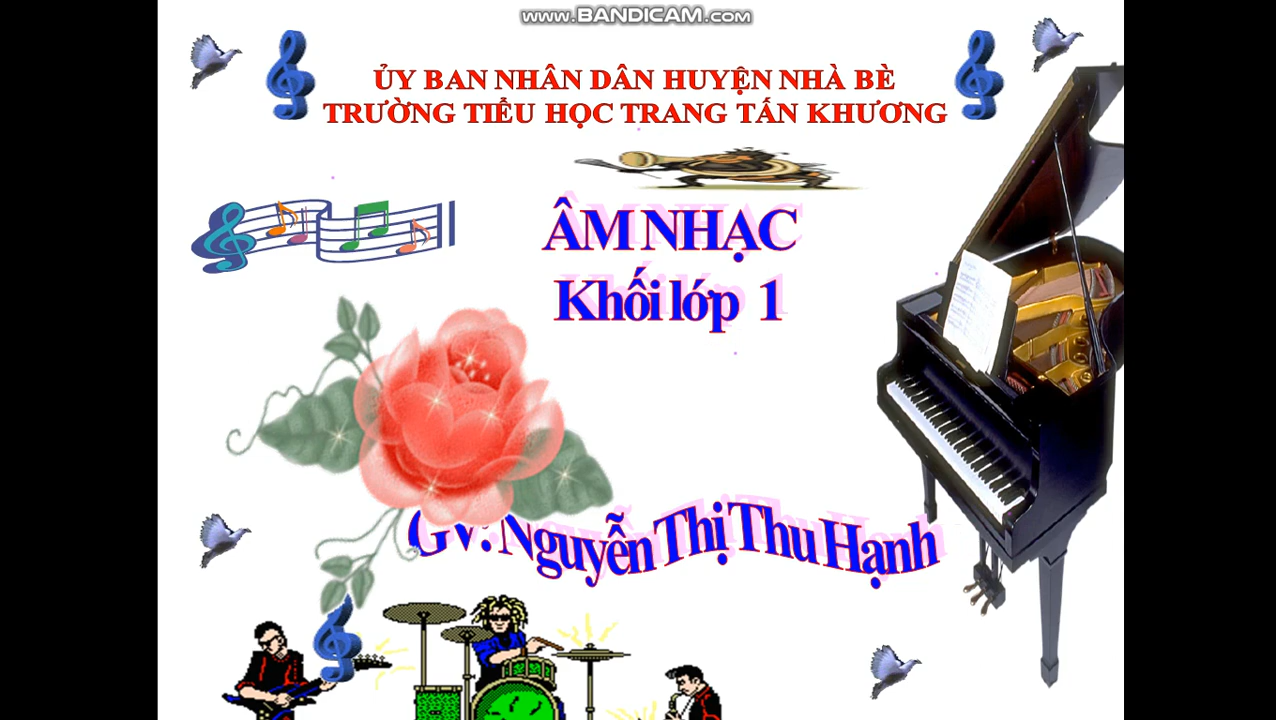 www.BANDICAM.com
ỦY BAN NHÂN DÂN HUYỆN NHÀ BÈ
TRƯỜNG TIỂU HỌC TRANG TẤN KHƯƠNG
ÂM NHẠC
Khối lớp 1
GV: Nguyễn Thị Thu Hạnh